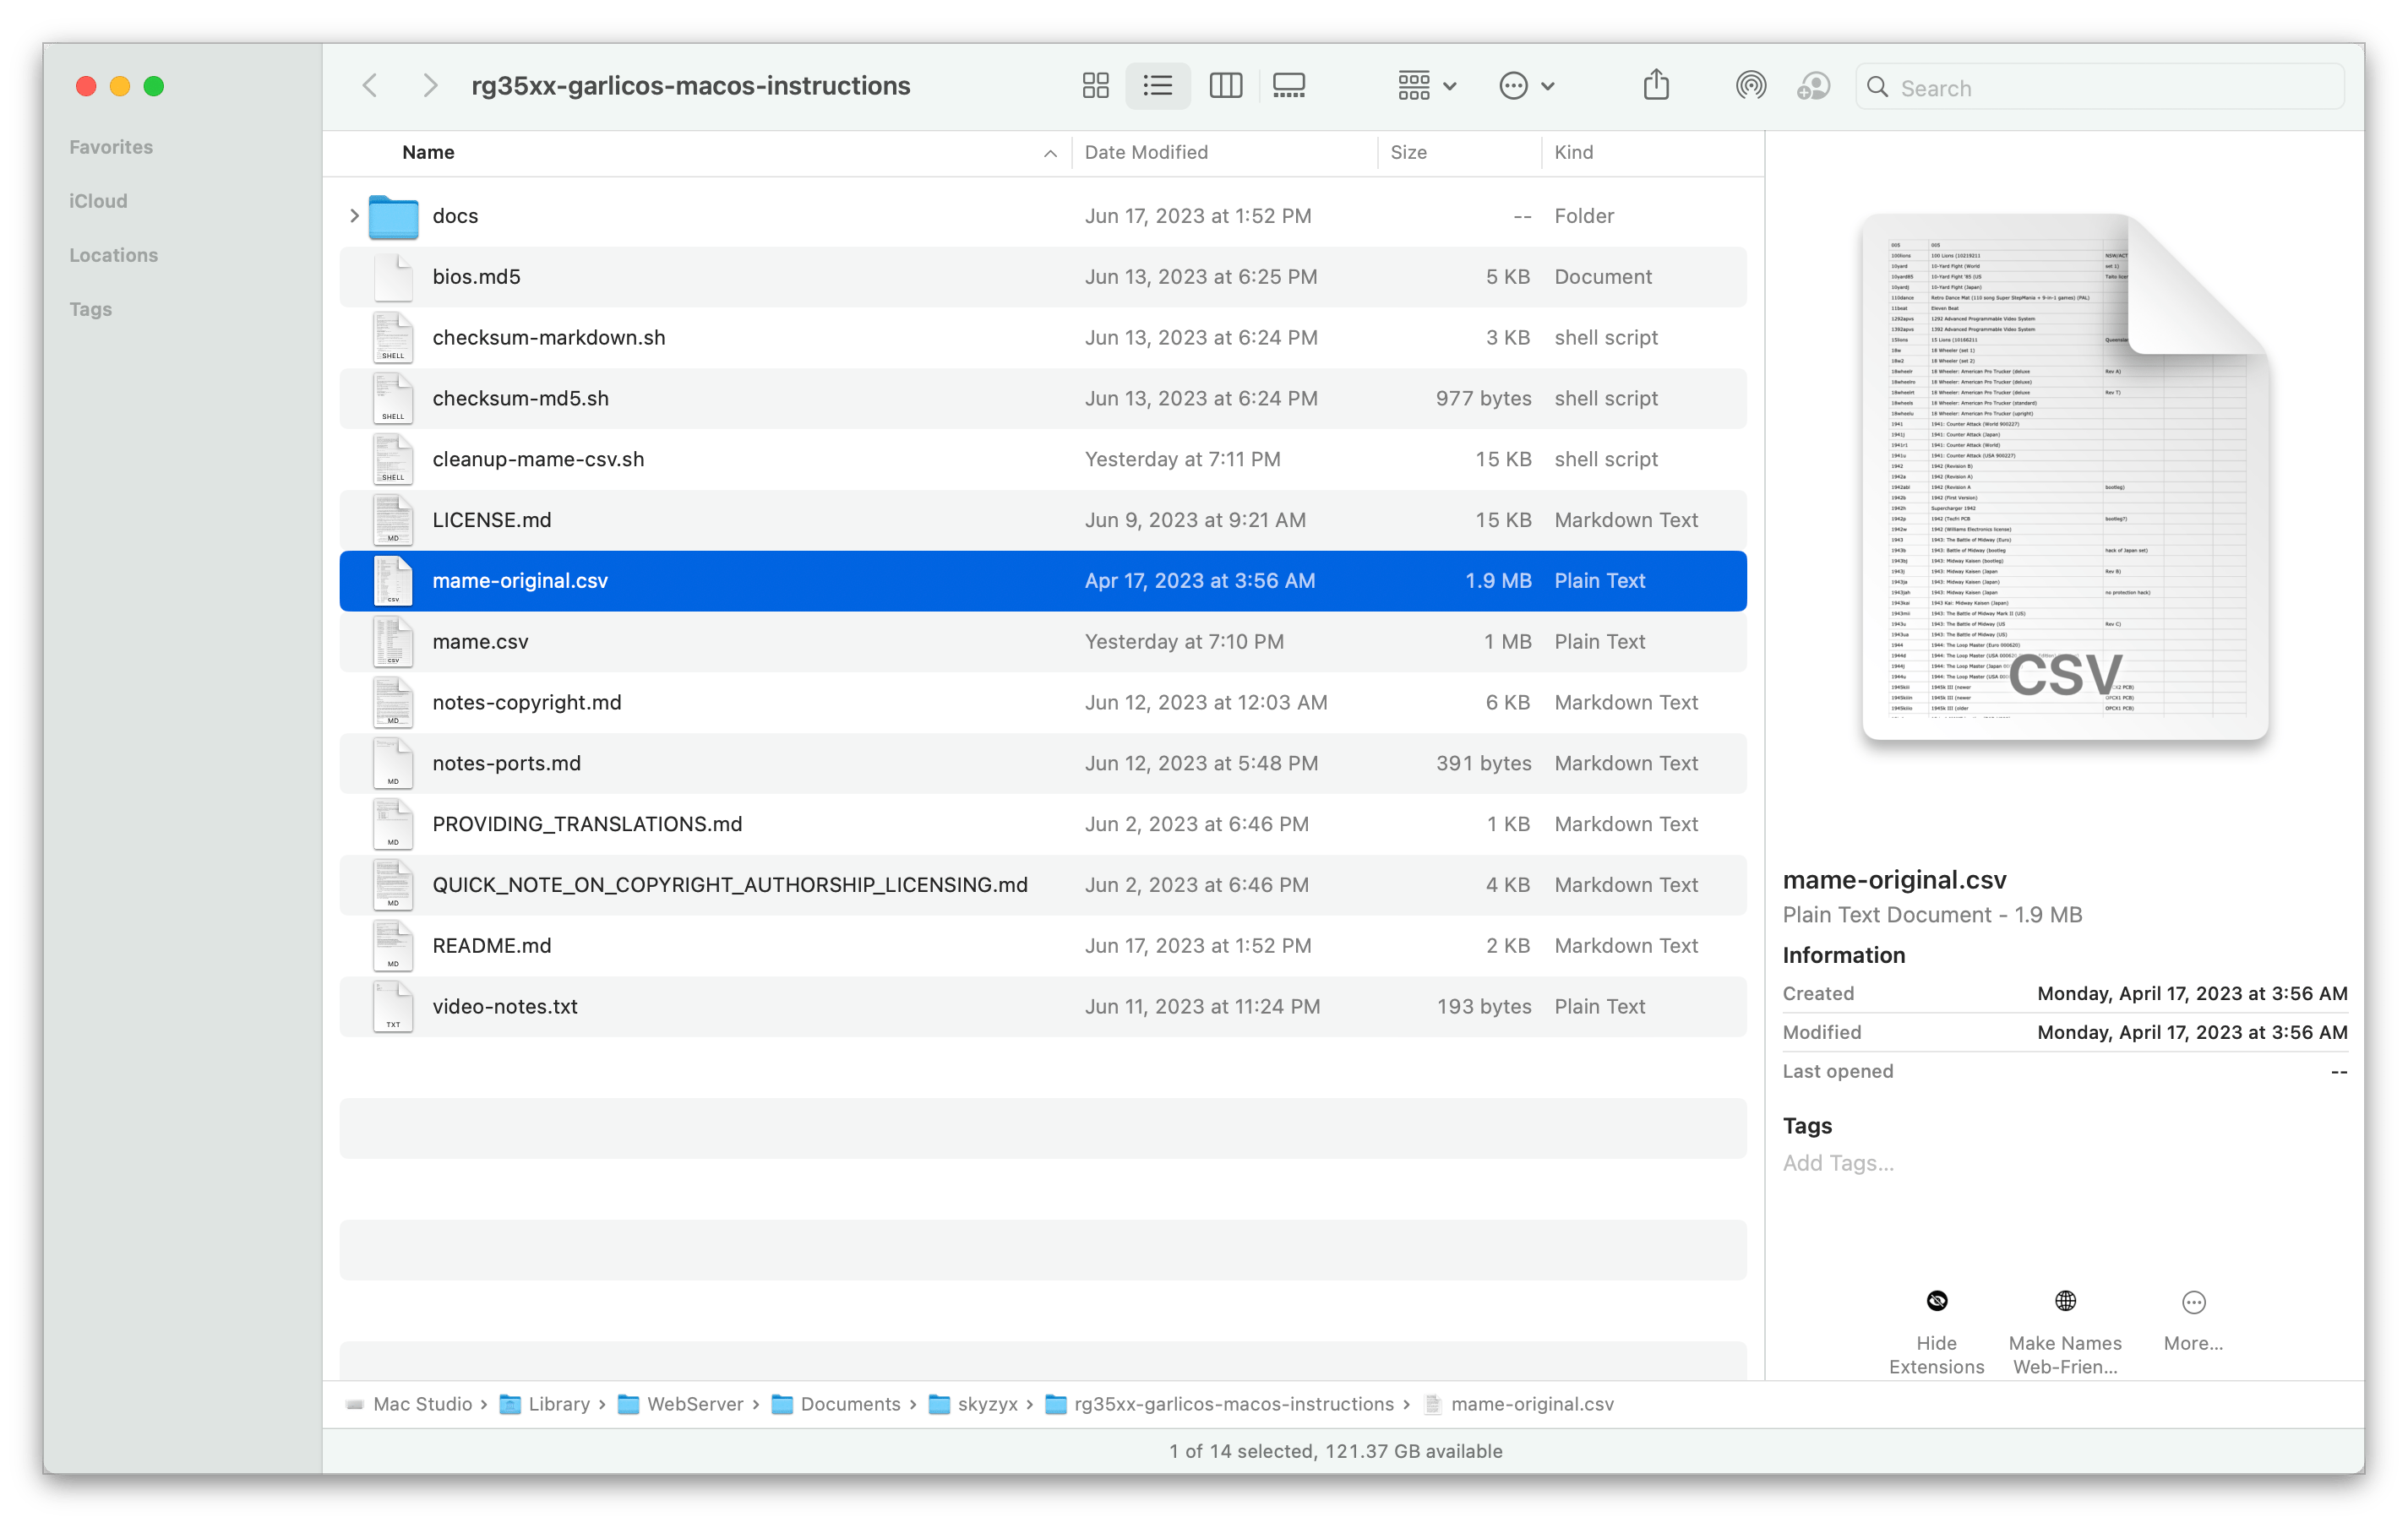 rg35xx-garlicos-macos-instructions
Search
Favorites
iCloud
Locations
Tags
Name Date Modified Size Kind
docs Jun 17, 2023 at 1:52 PM -- Folder
bios.md5 Jun 13, 2023 at 6:25 PM 5 KB Document
checksum-markdown.sh Jun 13, 2023 at 6:24 PM 3 KB shell script
checksum-md5.sh Jun 13, 2023 at 6:24 PM 977 bytes shell script
cleanup-mame-csv.sh Yesterday at 7:11 PM 15 KB shell script
LICENSE.md Jun 9, 2023 at 9:21 AM 15 KB Markdown Text
mame-original.csv Apr 17, 2023 at 3:56 AM 1.9 MB Plain Text
mame.csv Yesterday at 7:10 PM 1 MB Plain Text
notes-copyright.md Jun 12, 2023 at 12:03 AM 6 KB Markdown Text
notes-ports.md Jun 12, 2023 at 5:48 PM 391 bytes Markdown Text
PROVIDING_TRANSLATIONS.md Jun 2, 2023 at 6:46 PM 1 KB Markdown Text
QUICK_NOTE_ON_COPYRIGHT_AUTHORSHIP_LICENSING.md Jun 2, 2023 at 6:46 PM 4 KB Markdown Text
README.md Jun 17, 2023 at 1:52 PM 2 KB Markdown Text
video-notes.txt Jun 11, 2023 at 11:24 PM 193 bytes Plain Text
CSV
mame-original.csv
Plain Text Document - 1.9 MB
Information
Created Monday, April 17, 2023 at 3:56 AM
Modified Monday, April 17, 2023 at 3:56 AM
Last opened --
Tags
Add Tags...
Hide Extensions
Make Names Web-Frien...
More...
Mac Studio › Library › WebServer › Documents › skyzyx › rg35xx-garlicos-macos-instructions › mame-original.csv
1 of 14 selected, 121.37 GB available